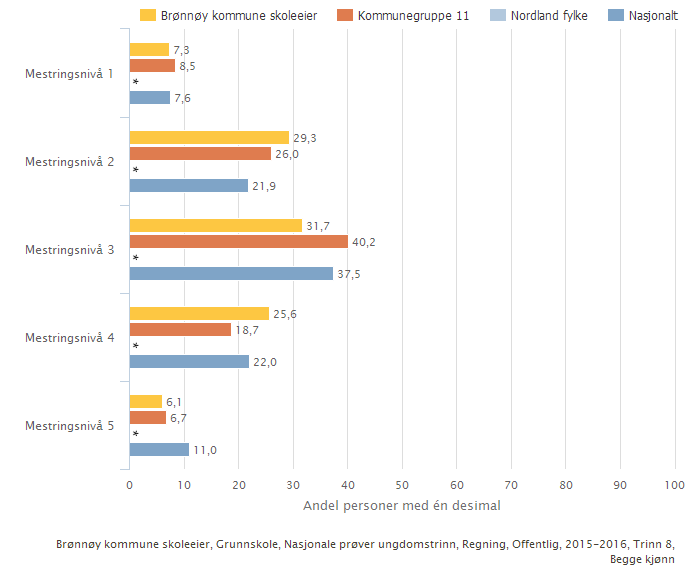 Brønnøy kommune skoleeier Kommunegruppe 11 Nordland fylke Nasjonalt
Mestringsnivå 1
7,3
8,5
*
7,6
Mestringsnivå 2
29,3
26,0
*
21,9
Mestringsnivå 3
31,7
40,2
*
37,5
Mestringsnivå 4
25,6
18,7
*
22,0
Mestringsnivå 5
6,1
6,7
*
11,0
0 10 20 30 40 50 60 70 80 90 100
Andel personer med én desimal
Brønnøy kommune skoleeier, Grunnskole, Nasjonale prøver ungdomstrinn, Regning, Offentlig, 2015-2016, Trinn 8,
Begge kjønn